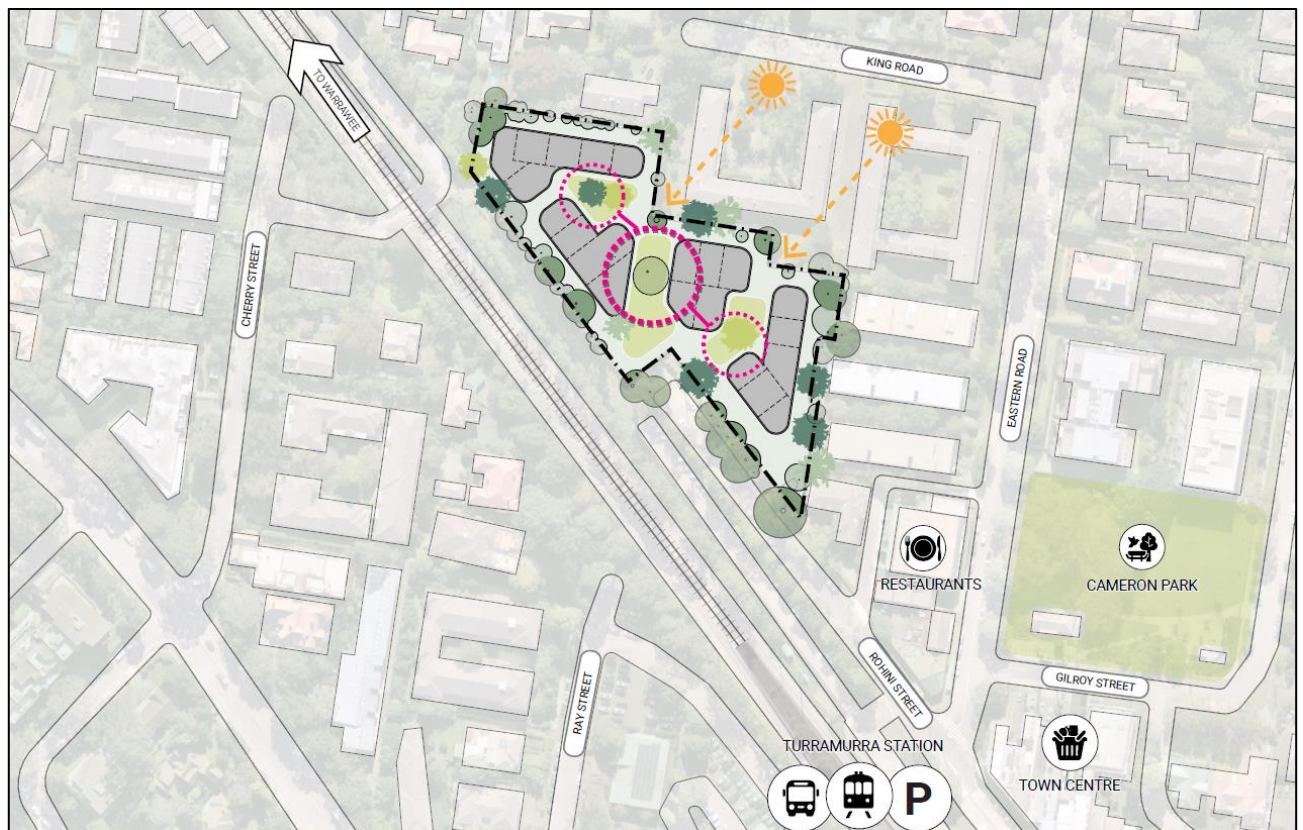 KING ROAD
TO WARRAWEE
CHERRY STREET
EASTERN ROAD
RESTAURANTS
CAMERON PARK
ROHINI STREET
GILROY STREET
RAY STREET
TURRAMURRA STATION
P
TOWN CENTRE